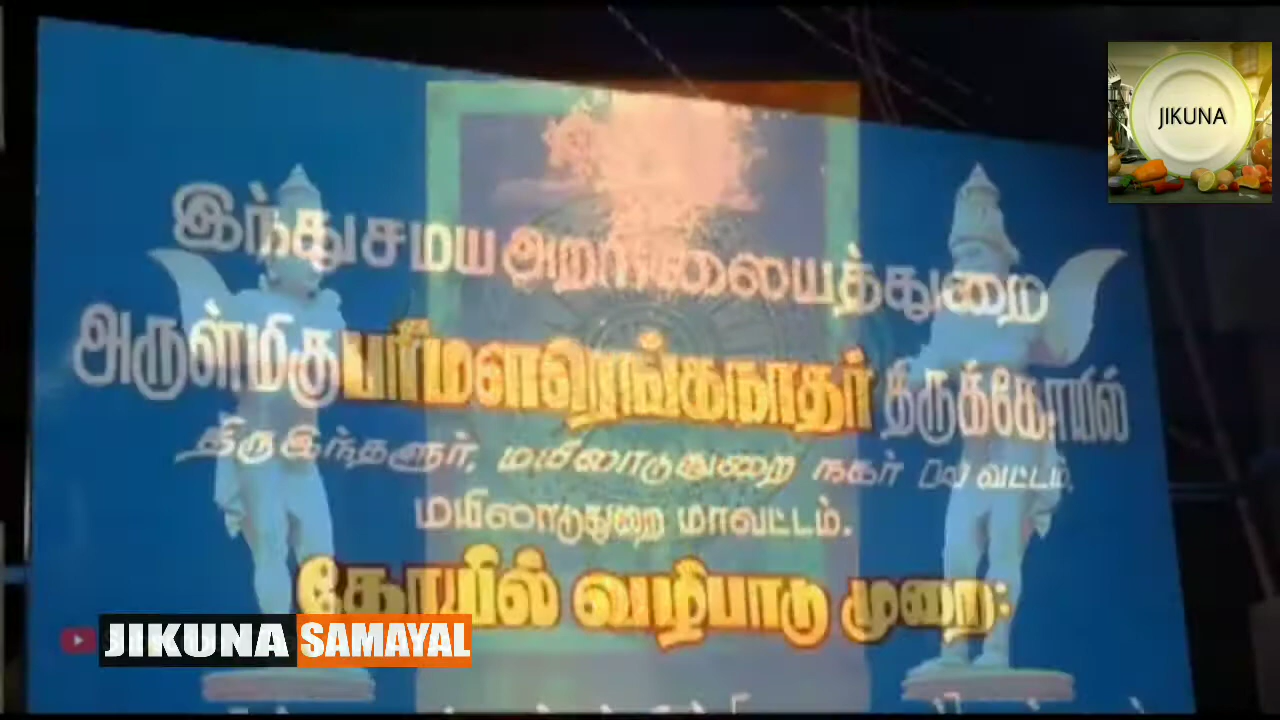 JIKUNA
இந்து சமய அறநிலையத்துறை
அருள்மிகு பரிமளரெங்கநாதர் திருக்கோயில்
திருஇந்தளூர், மயிலாடுதுறை நகர் வட்டம்,
மயிலாடுதுறை மாவட்டம்.
கோயில் வழிபாடு முறை:
JIKUNA SAMAYAL